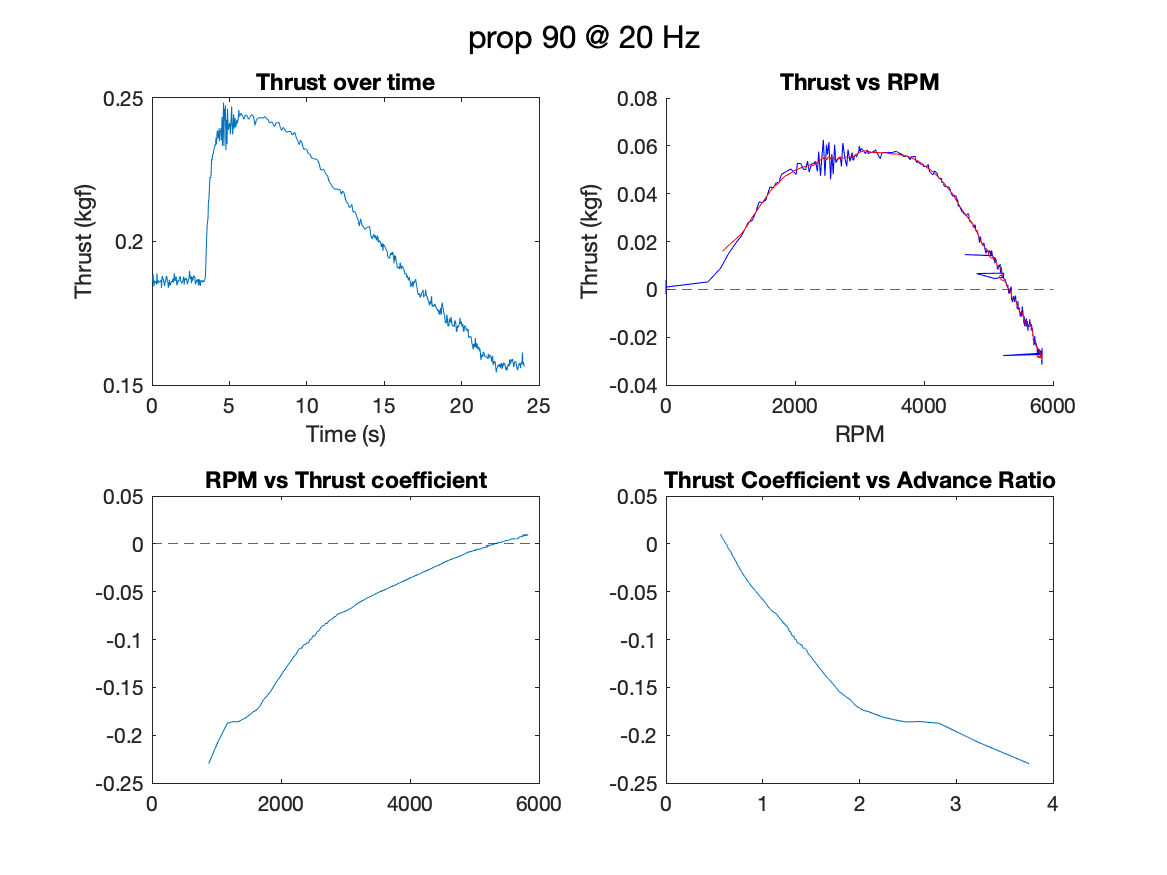 prop 90 @ 20 Hz
Thrust over time
0.25
0.2
0.15
Thrust (kgf)
0 5 10 15 20 25
Time (s)
Thrust vs RPM
0.08
0.06
0.04
0.02
0
-0.02
-0.04
Thrust (kgf)
0 2000 4000 6000
RPM
RPM vs Thrust coefficient
0.05
0
-0.05
-0.1
-0.15
-0.2
-0.25
0 2000 4000 6000
Thrust Coefficient vs Advance Ratio
0.05
0
-0.05
-0.1
-0.15
-0.2
-0.25
0 1 2 3 4